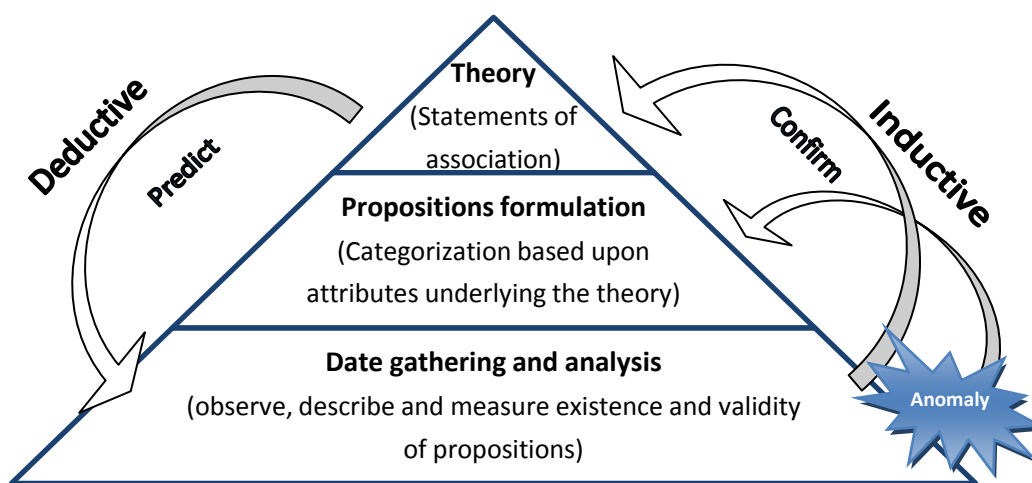 Theory
(Statements of
association)
Deductive
Predict
Confirm
Inductive
Propositions formulation
(Categorization based upon
attributes underlying the theory)
Date gathering and analysis
(observe, describe and measure existence and validity
of propositions)
Anomaly